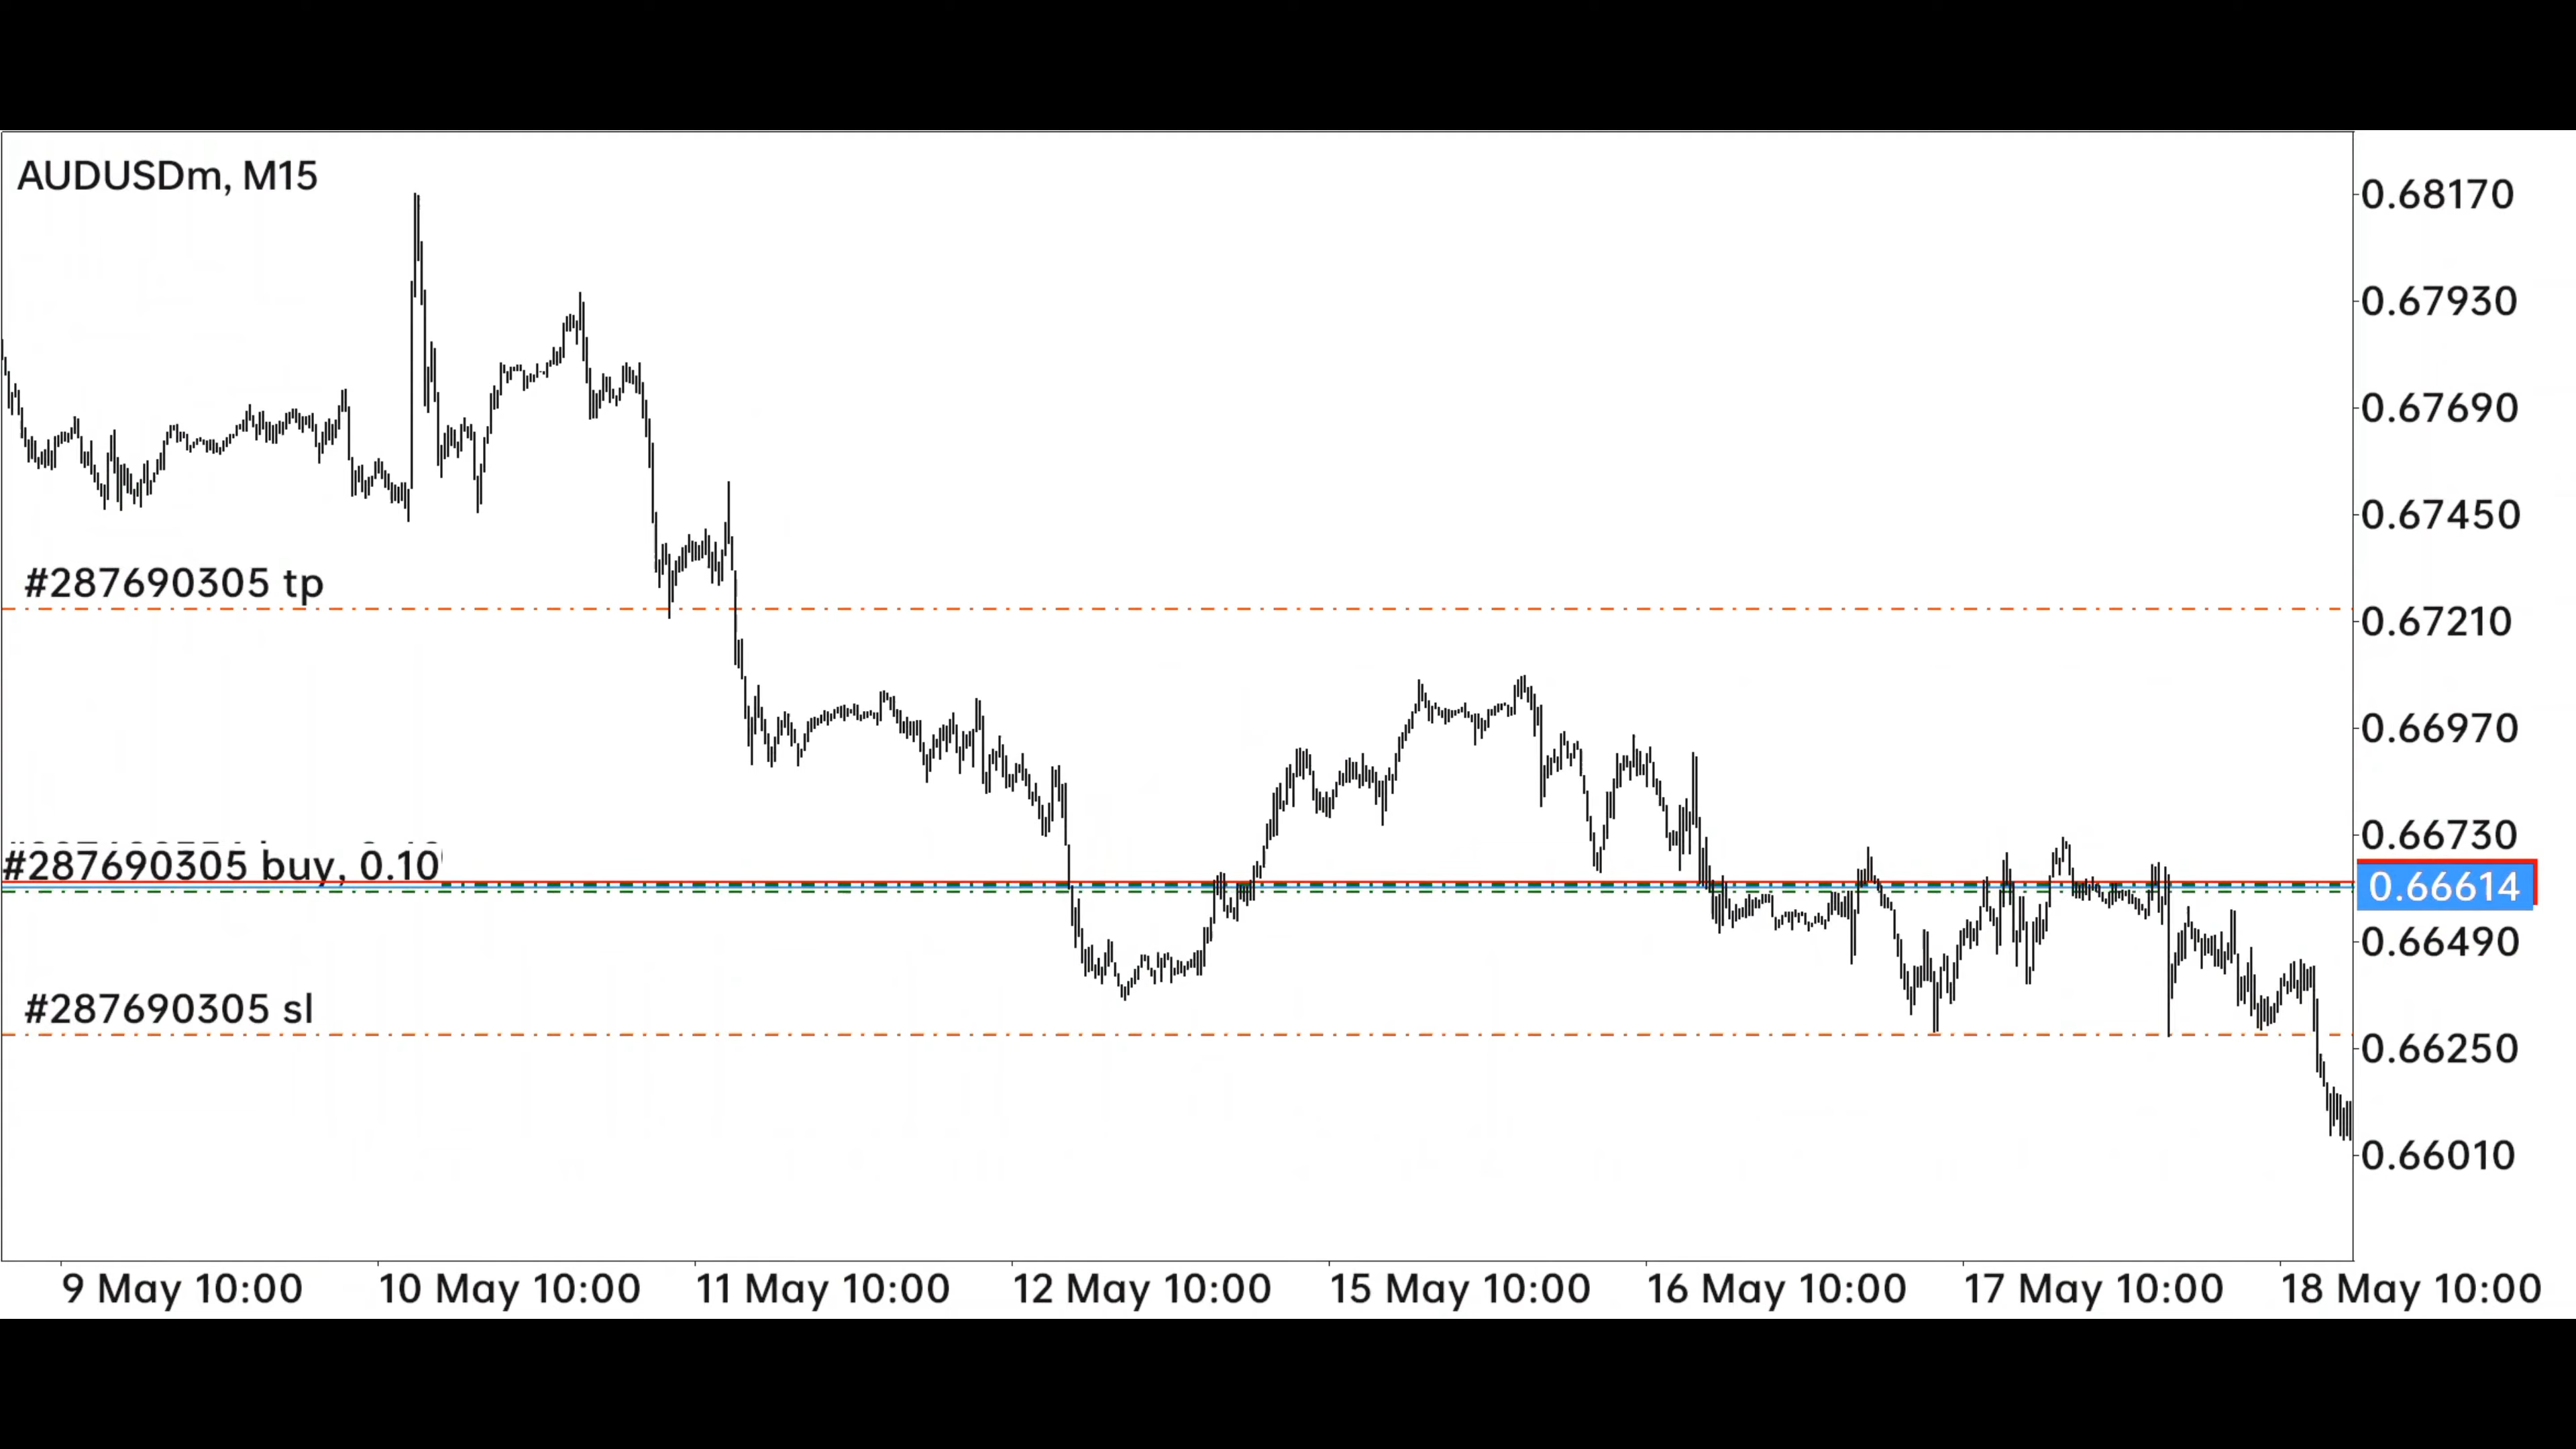 AUDUSDm, M15
0.68170
0.67930
0.67690
0.67450
#287690305 tp
0.67210
0.66970
0.66730
#287690305 buy, 0.10
0.66614
0.66490
#287690305 sl
0.66250
0.66010
9 May 10:00
10 May 10:00
11 May 10:00
12 May 10:00
15 May 10:00
16 May 10:00
17 May 10:00
18 May 10:00